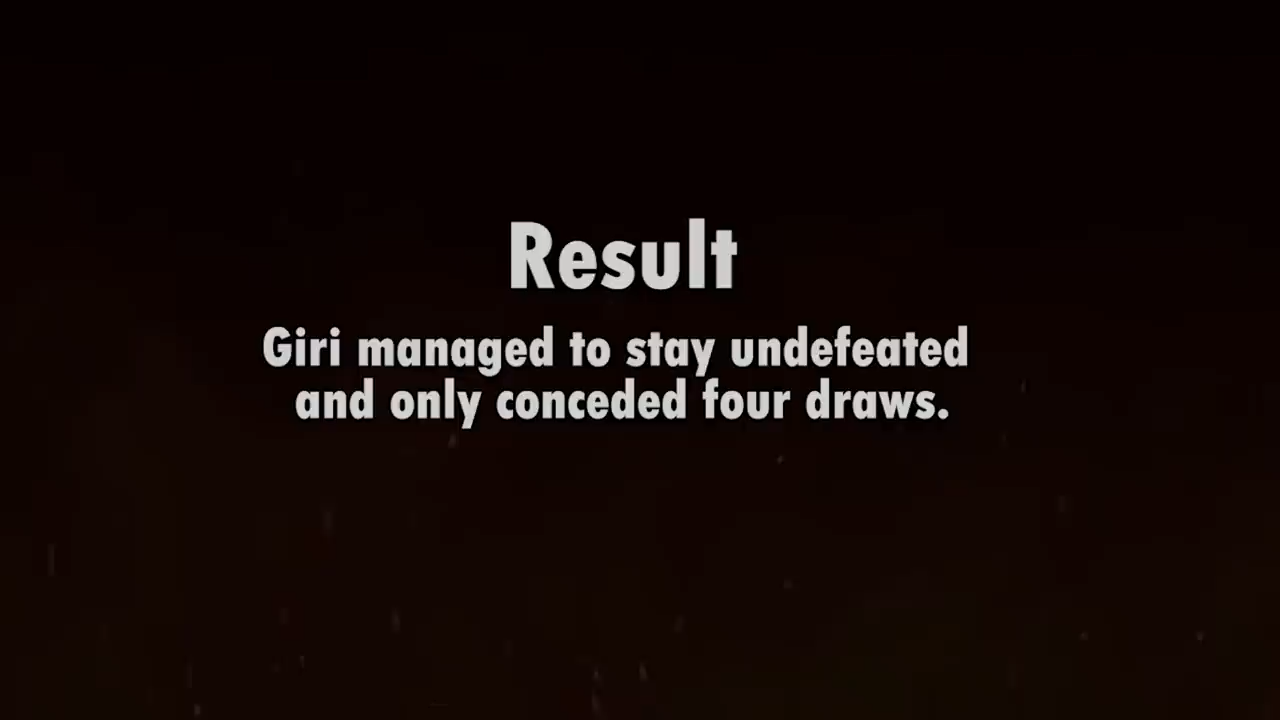 Result
Giri managed to stay undefeated
and only conceded four draws.